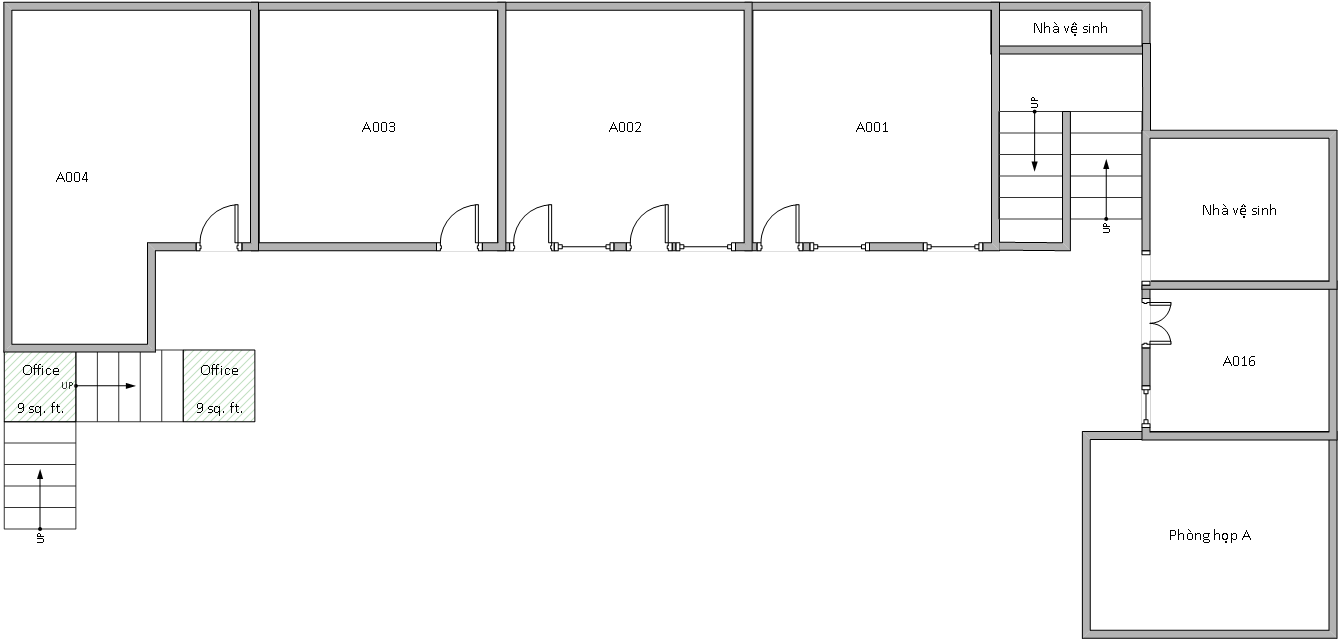 Nhà vệ sinh
UP
A003
A002
A001
A004
Nhà vệ sinh
UP
A016
Office
UP
9 sq. ft.
Office
9 sq. ft.
UP
Phòng họp A